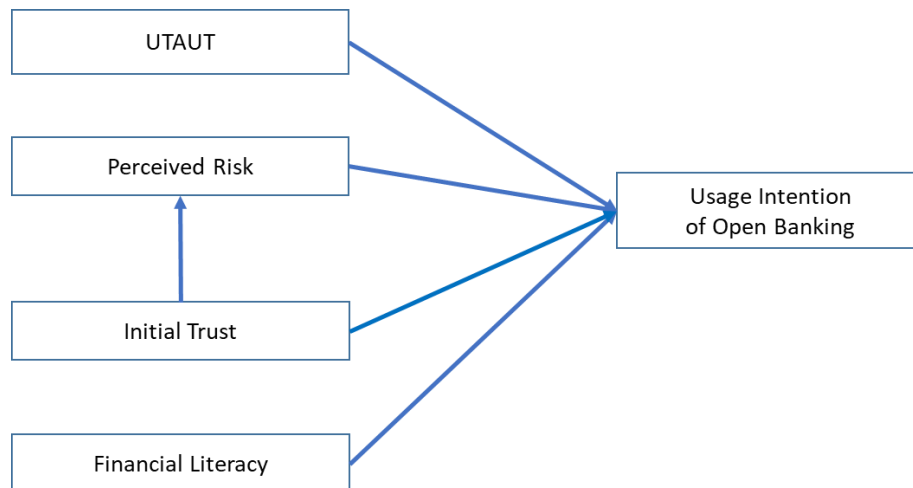 UTAUT
Perceived Risk
Usage Intention
of Open Banking
Initial Trust
Financial Literacy